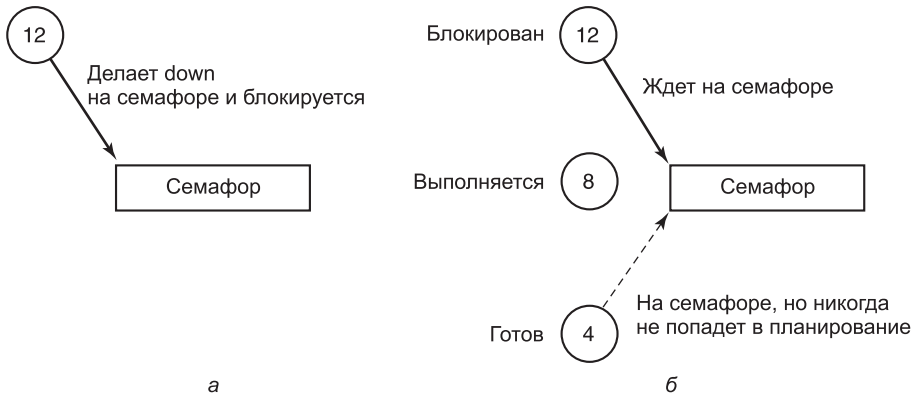 12
Делает down
на семафоре и блокируется
Семафор
а
Блокирован
12
Ждет на семафоре
Выполняется
8
Семафор
Готов
4
На семафоре, но никогда
не попадет в планирование
б